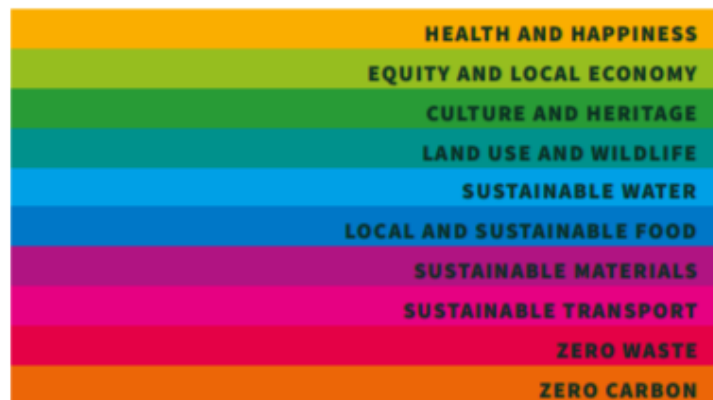 HEALTH AND HAPPINESS
EQUITY AND LOCAL ECONOMY
CULTURE AND HERITAGE
LAND USE AND WILDLIFE
SUSTAINABLE WATER
LOCAL AND SUSTAINABLE FOOD
SUSTAINABLE MATERIALS
SUSTAINABLE TRANSPORT
ZERO WASTE
ZERO CARBON